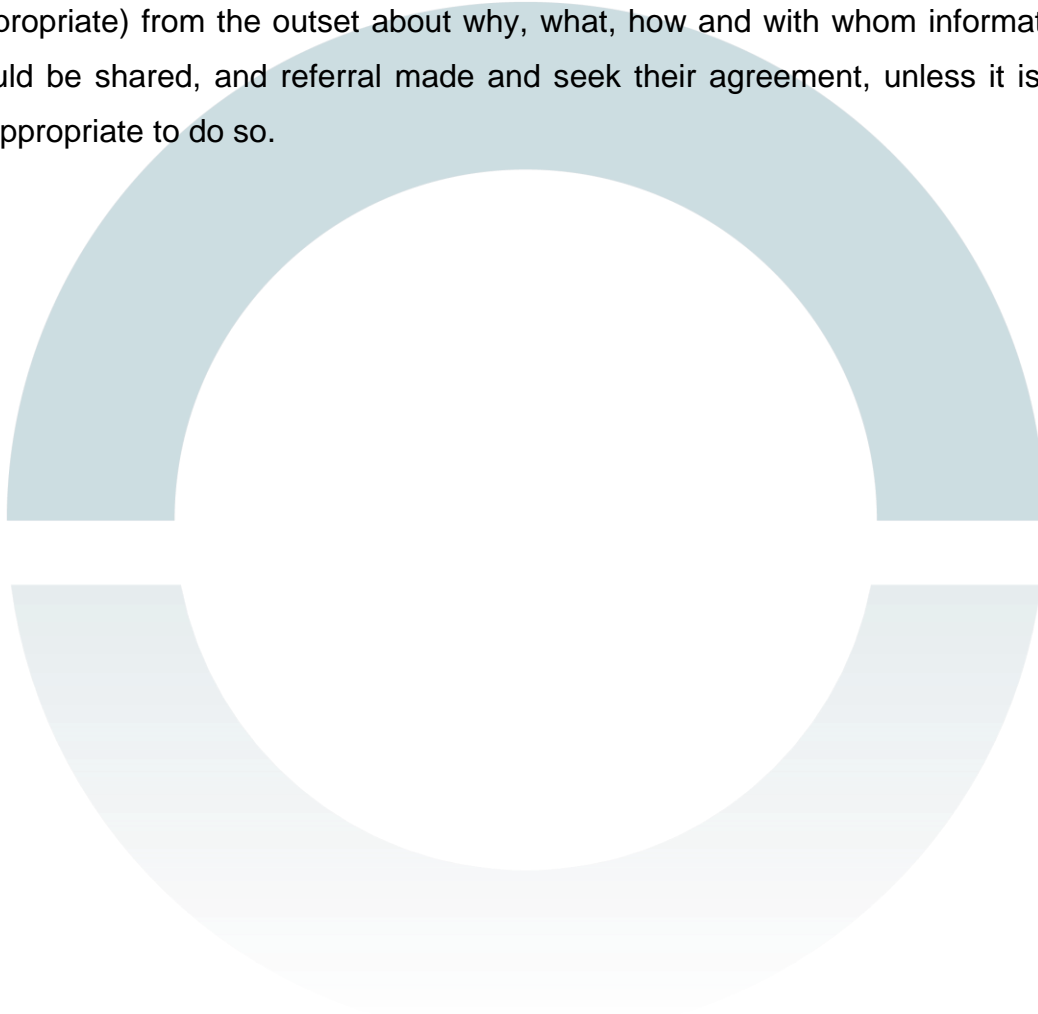 propriate) from the outset about why, what, how and with whom informat
uld be shared, and referral made and seek their agreement, unless it is
ppropriate to do so.